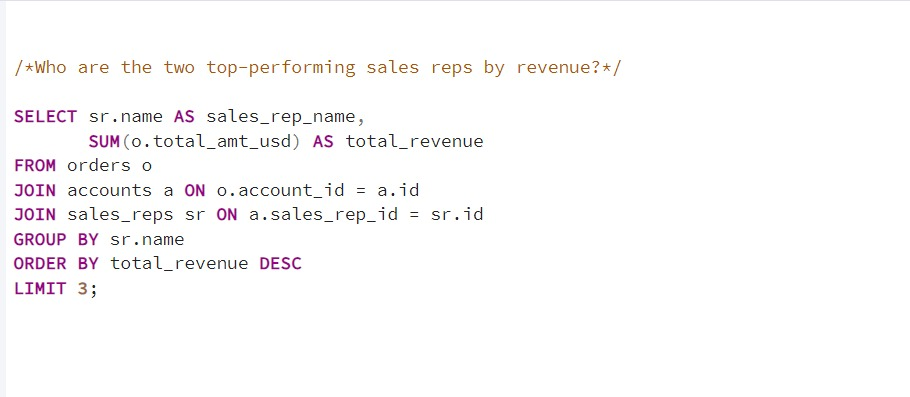 /*Who are the two top-performing sales reps by revenue?*/
SELECT sr.name AS sales_rep_name,
       SUM(o.total_amt_usd) AS total_revenue
FROM orders o
JOIN accounts a ON o.account_id = a.id
JOIN sales_reps sr ON a.sales_rep_id = sr.id
GROUP BY sr.name
ORDER BY total_revenue DESC
LIMIT 3;